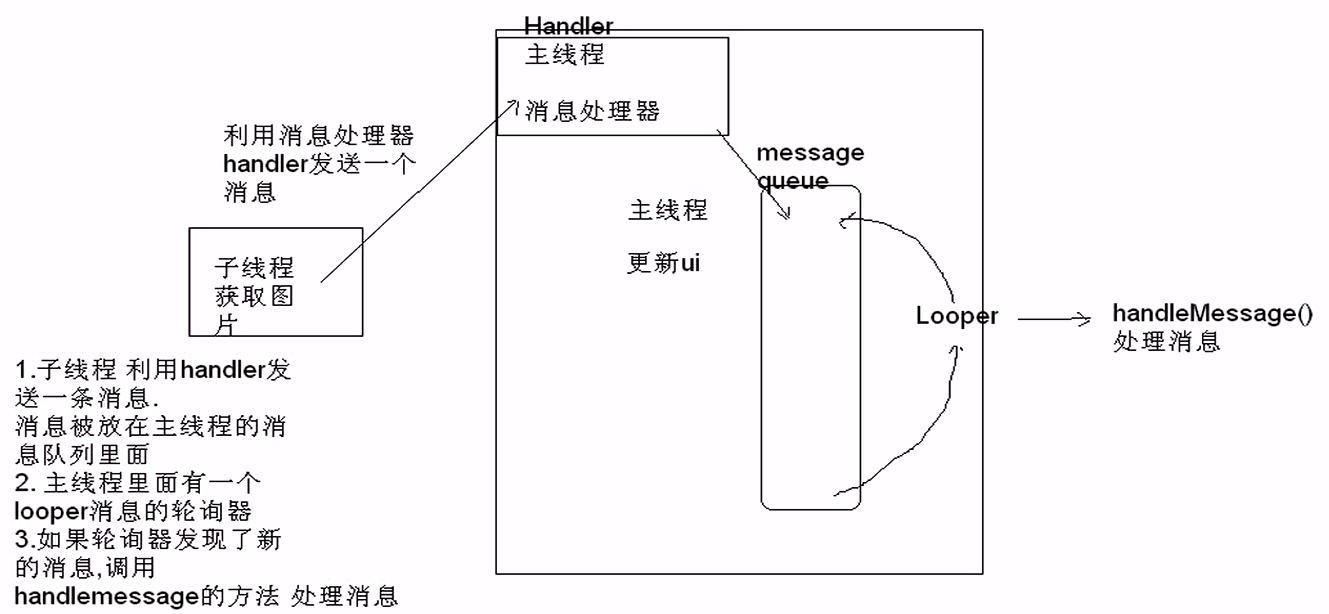 Handler
主线程
消息处理器
利用消息处理器
handler发送一个
消息
message
queue
主线程
更新ui
子线程
获取图
片
Looper
handleMessage()
处理消息
1.子线程 利用handler发
送一条消息.
消息被放在主线程的消
息队列里面
2. 主线程里面有一个
looper消息的轮询器
3.如果轮询器发现了新
的消息,调用
handlemessage的方法 处理消息